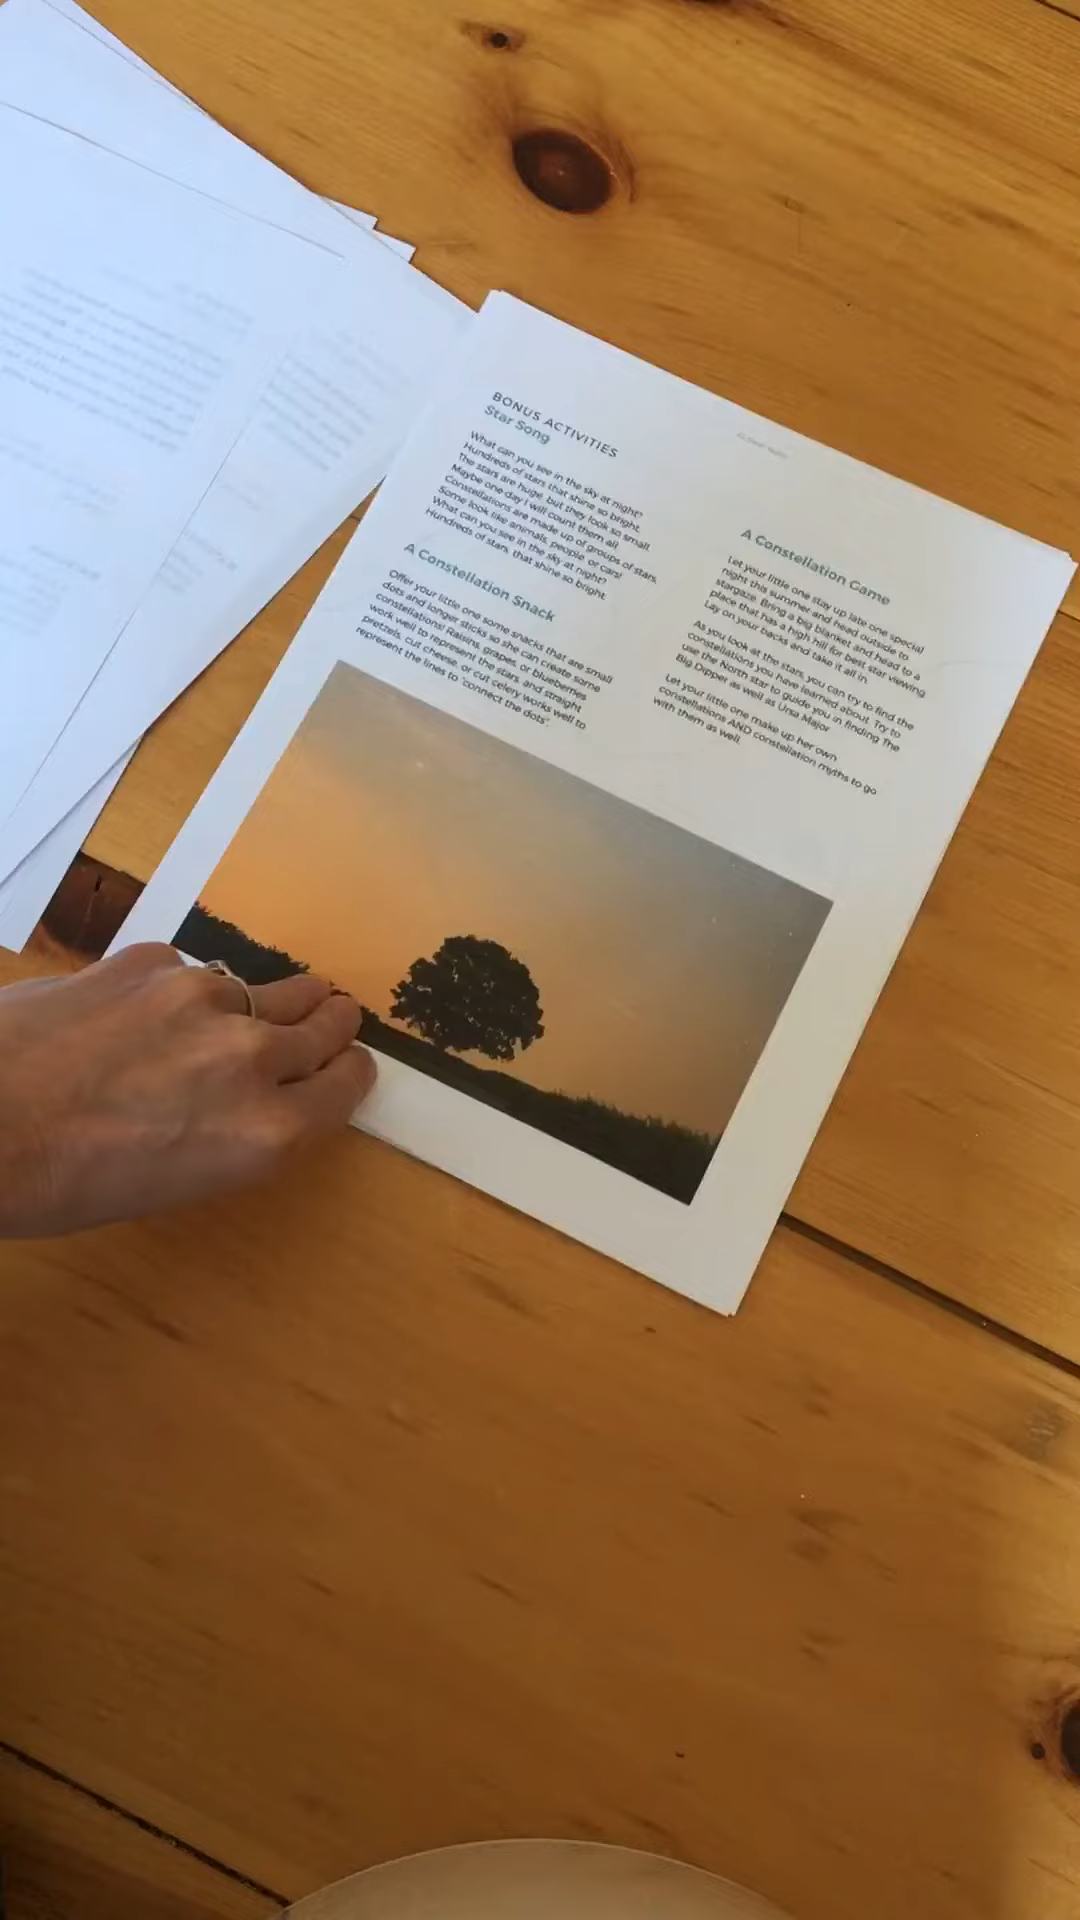 BONUS ACTIVITIES
Star Song
What can you see in the sky at night?
Hundreds of stars that shine so bright.
The stars are huge, but they look so small.
Maybe one day I will count them all.
Constellations are made up of groups of stars,
Some look like animals, people, or cars!
What can you see in the sky at night?
Hundreds of stars, that shine so bright.
A Constellation Snack
Offer your little one some snacks that are small
dots and longer sticks so she can create some
constellations! Raisins, grapes, or blueberries
work well to represent the stars, and straight
pretzels, cut cheese, or cut celery works well to
represent the lines to "connect the dots".
A Constellation Game
Let your little one stay up late one special
night this summer and head outside to
stargaze. Bring a big blanket and head to a
place that has a high hill for best star viewing.
Lay on your backs and take it all in.
As you look at the stars, you can try to find the
constellations you have learned about. Try to
use the North star to guide you in finding The
Big Dipper as well as Ursa Major
Let your little one make up her own
constellations AND constellation myths to go
with them as well.